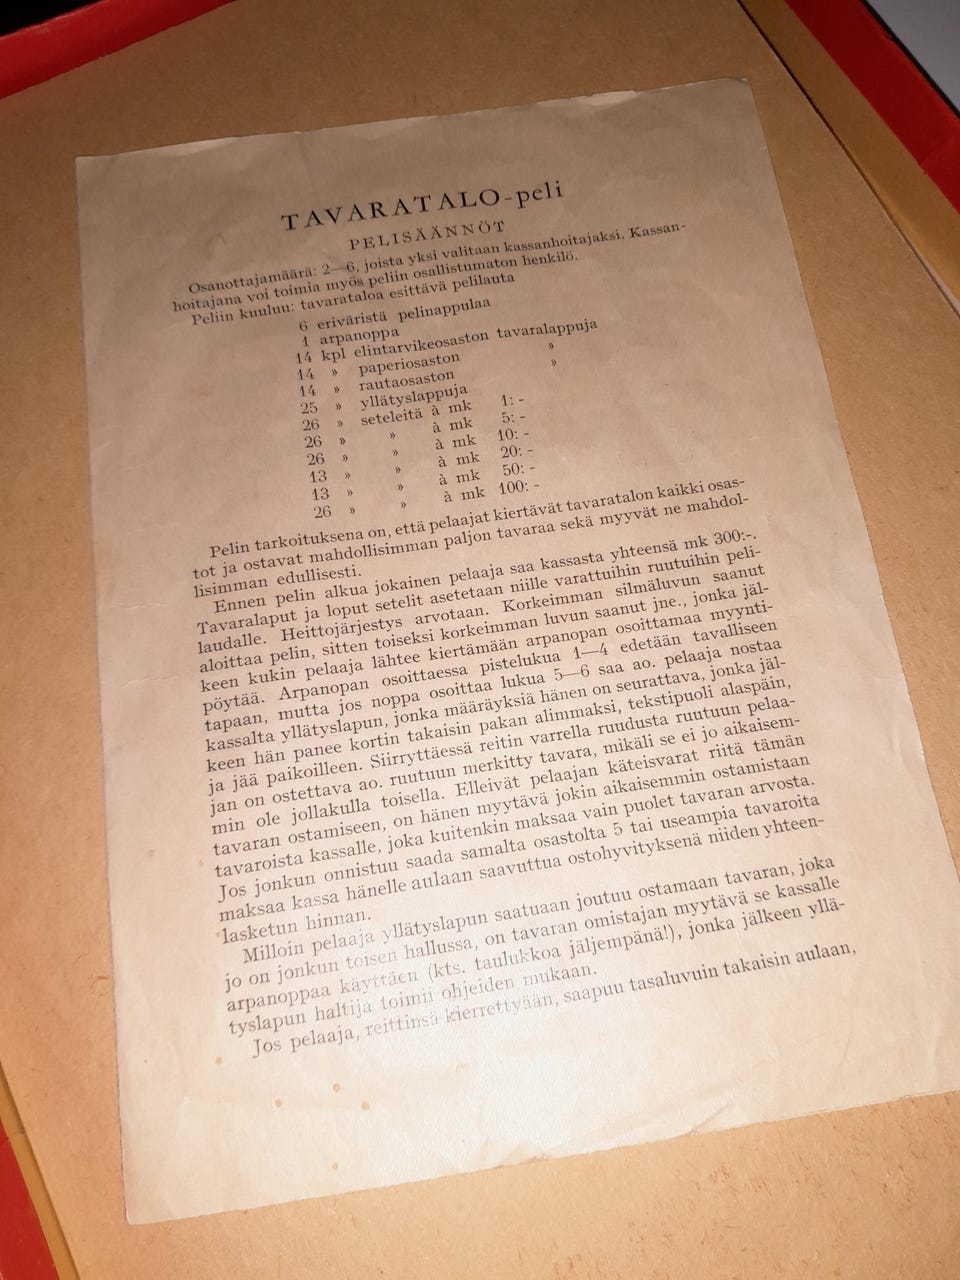 TAVARATALO-peli
PELISÄÄNNÖT
Osanottajamäärä: 2—6, joista yksi valitaan kassanhoitajaksi. Kassan-
hoitajana voi toimia myös peliin osallistumaton henkilö.
Peliin kuuluu: tavarataloa esittävä pelilauta
6 eriväristä pelinappulaa
1 arpanoppa
14 kpl elintarvikeosaston tavaralappuja
14 » paperiosaston »
14 » rautaosaston »
25 » yllätyslappuja
26 » seteleitä à mk 1: -
26 » » à mk 5: -
26 » » à mk 10: -
13 » » à mk 20: -
13 » » à mk 50: -
26 » » à mk 100: -
Pelin tarkoituksena on, että pelaajat kiertävät tavaratalon kaikki osas-
tot ja ostavat mahdollisimman paljon tavaraa sekä myyvät ne mahdol-
lisimman edullisesti.
Ennen pelin alkua jokainen pelaaja saa kassasta yhteensä mk 300:-.
Tavaralaput ja loput setelit asetetaan niille varattuihin ruutuihin peli-
laudalle. Heittojärjestys arvotaan. Korkeimman silmäluvun saanut
aloittaa pelin, sitten toiseksi korkeimman luvun saanut jne., jonka jäl-
keen kukin pelaaja lähtee kiertämään arpanopan osoittamaa myynti-
pöytää. Arpanopan osoittaessa pistelukua 1—4 edetään tavalliseen
tapaan, mutta jos noppa osoittaa lukua 5—6 saa ao. pelaaja nostaa
kassalta yllätyslapun, jonka määräyksiä hänen on seurattava, jonka jäl-
keen hän panee kortin takaisin pakan alimmaksi, tekstipuoli alaspäin,
ja jää paikoilleen. Siirryttäessä reitin varrella ruudusta ruutuun pelaa-
jan on ostettava ao. ruutuun merkitty tavara, mikäli se ei jo aikaisem-
min ole jollakulla toisella. Elleivät pelaajan käteisvarat riitä tämän
tavaran ostamiseen, on hänen myytävä jokin aikaisemmin ostamistaan
tavaroista kassalle, joka kuitenkin maksaa vain puolet tavaran arvosta.
Jos jonkun onnistuu saada samalta osastolta 5 tai useampia tavaroita
maksaa kassa hänelle aulaan saavuttua ostohyvityksenä niiden yhteen-
lasketun hinnan.
Milloin pelaaja yllätyslapun saatuaan joutuu ostamaan tavaran, joka
jo on jonkun toisen hallussa, on tavaran omistajan myytävä se kassalle
arpanoppaa käyttäen (kts. taulukkoa jäljempänä!), jonka jälkeen yllä-
tyslapun haltija toimii ohjeiden mukaan.
Jos pelaaja, reittinsä kierrettyään, saapuu tasaluvuin takaisin aulaan,